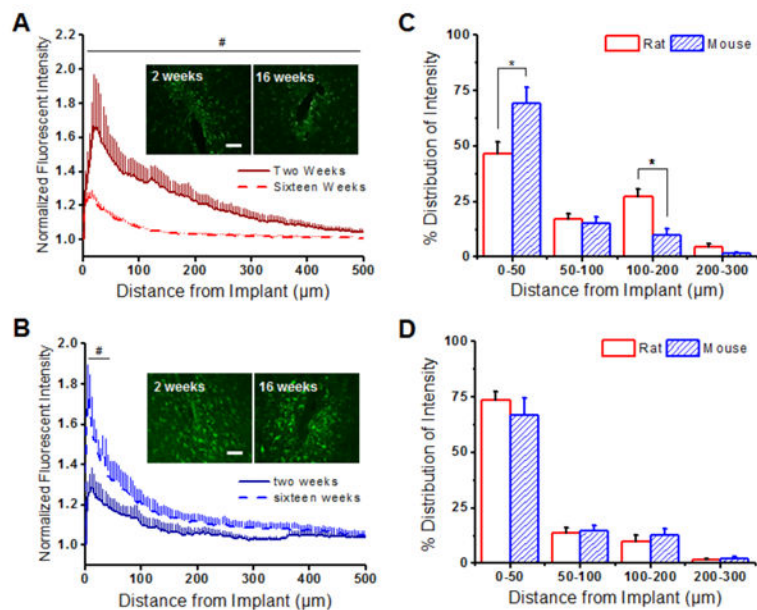 A
Normalized Fluorescent Intensity
2.2
2.0
1.8
1.6
1.4
1.2
1.0
#
2 weeks
16 weeks
Two Weeks
Sixteen Weeks
0 100 200 300 400 500
Distance from Implant (µm)
B
Normalized Fluorescent Intensity
2.0
1.8
1.6
1.4
1.2
1.0
#
2 weeks
16 weeks
two weeks
sixteen weeks
0 100 200 300 400 500
Distance from Implant (µm)
C
% Distribution of Intensity
100
75
50
25
0
Rat Mouse
*
*
0-50 50-100 100-200 200-300
Distance from Implant (µm)
D
% Distribution of Intensity
100
75
50
25
0
Rat Mouse
0-50 50-100 100-200 200-300
Distance from Implant (µm)